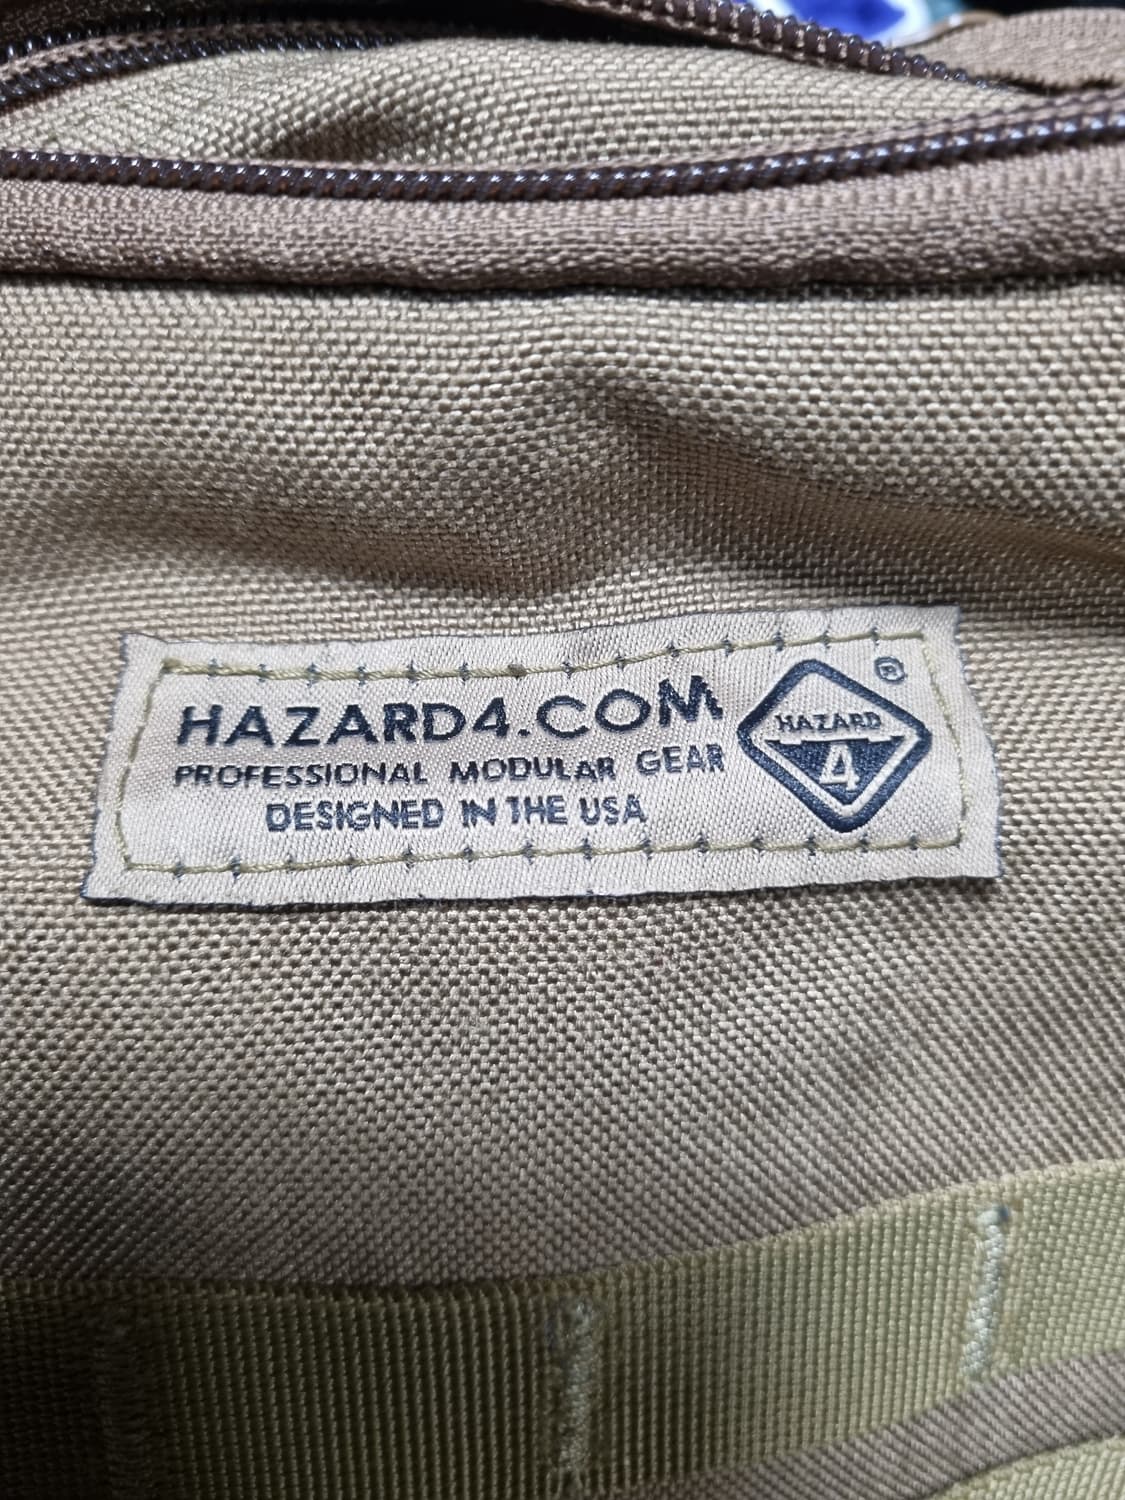 HAZARD4.COM
PROFESSIONAL MODULAR GEAR
DESIGNED IN THE USA
HAZARD
4
®